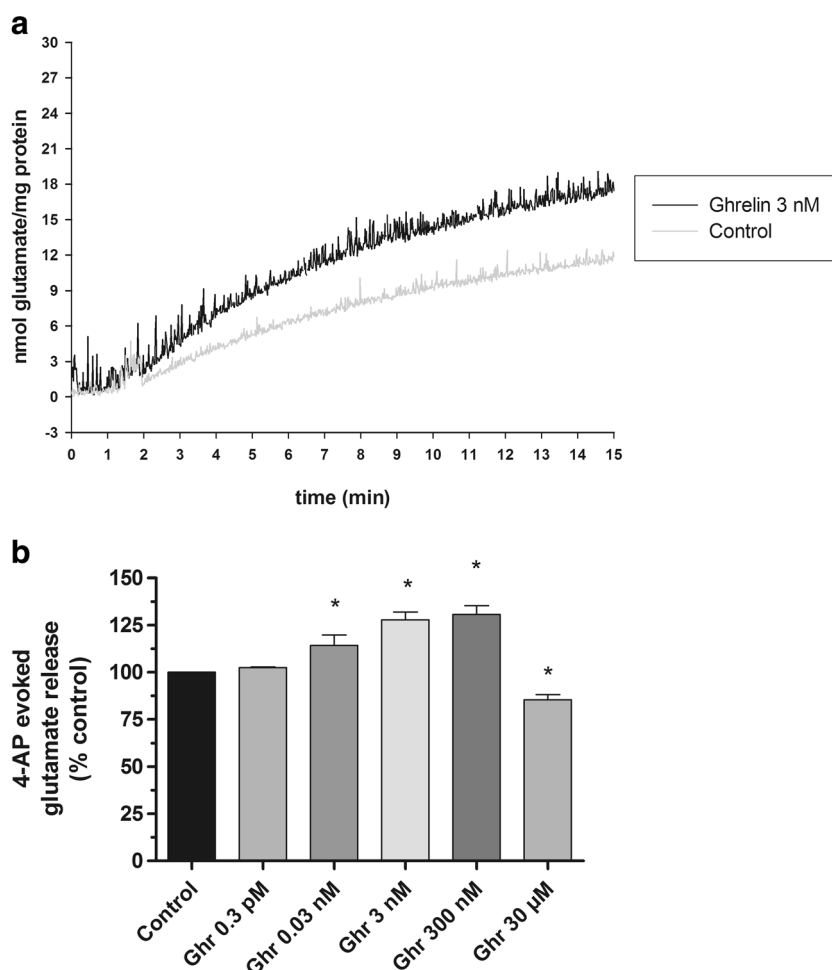 a
nmol glutamate/mg protein
30
27
24
21
18
15
12
9
6
3
0
-3
0 1 2 3 4 5 6 7 8 9 10 11 12 13 14 15
time (min)
Ghrelin 3 nM
Control
b
4-AP evoked
glutamate release
(% control)
150
125
100
75
50
25
0
* * * *
Control
Ghr 0.3 pM
Ghr 0.03 nM
Ghr 3 nM
Ghr 300 nM
Ghr 30 µM